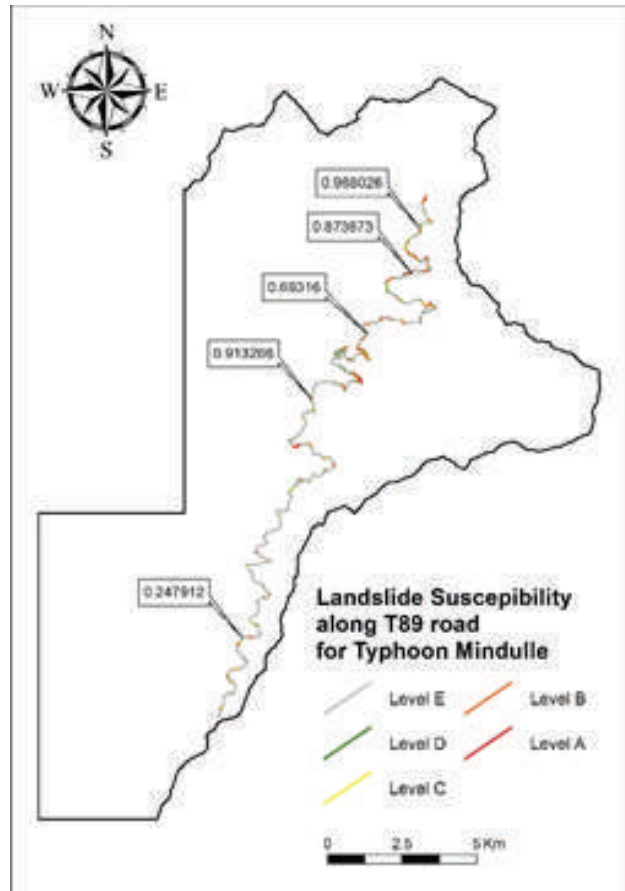 N
W E
S
0.968026
0.873673
0.69316
0.913266
0.247912
Landslide Suscepibility
along T89 road
for Typhoon Mindulle
Level E Level B
Level D Level A
Level C
0 2.5 5 Km